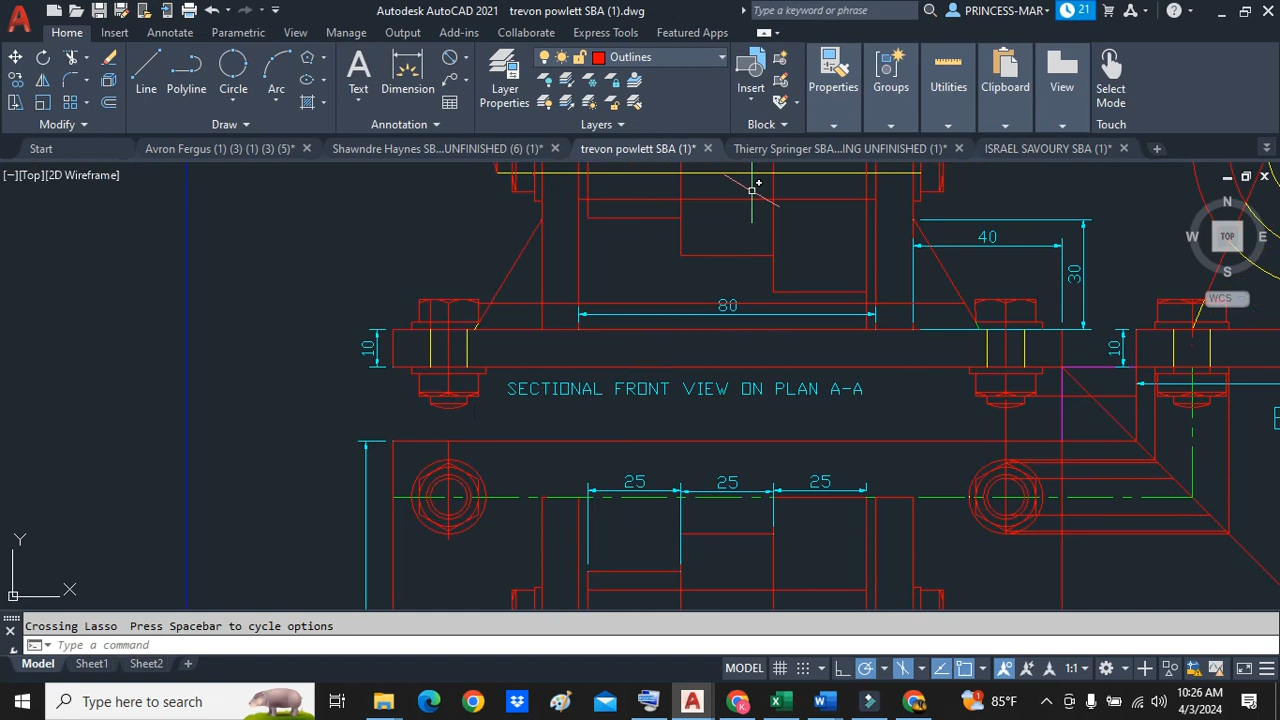 Autodesk AutoCAD 2021 trevon powlett SBA (1).dwg
Type a keyword or phrase
PRINCESS-MAR
21
Home Insert Annotate Parametric View Manage Output Add-ins Collaborate Express Tools Featured Apps
Outlines
Line Polyline Circle Arc Text Dimension Layer Properties Insert Properties Groups Utilities Clipboard View Select Mode
Modify Draw Annotation Layers Block Touch
Start Avron Fergus (1) (3) (1) (3)* Shawndre Haynes SB...UNFINISHED (6)* trevon powlett SBA (1)* Thierry Springer SBA...ING UNFINISHED* ISRAEL SAVOURY SBA (1)*
[−][Top][2D Wireframe]
N
W TOP E
S
WCS
40
30
80
10
10
SECTIONAL FRONT VIEW ON PLAN A-A
25 25 25
Y
X
Crossing Lasso Press Spacebar to cycle options
Type a command
Model Sheet1 Sheet2
MODEL 1:1
Type here to search
85°F
10:26 AM
4/3/2024